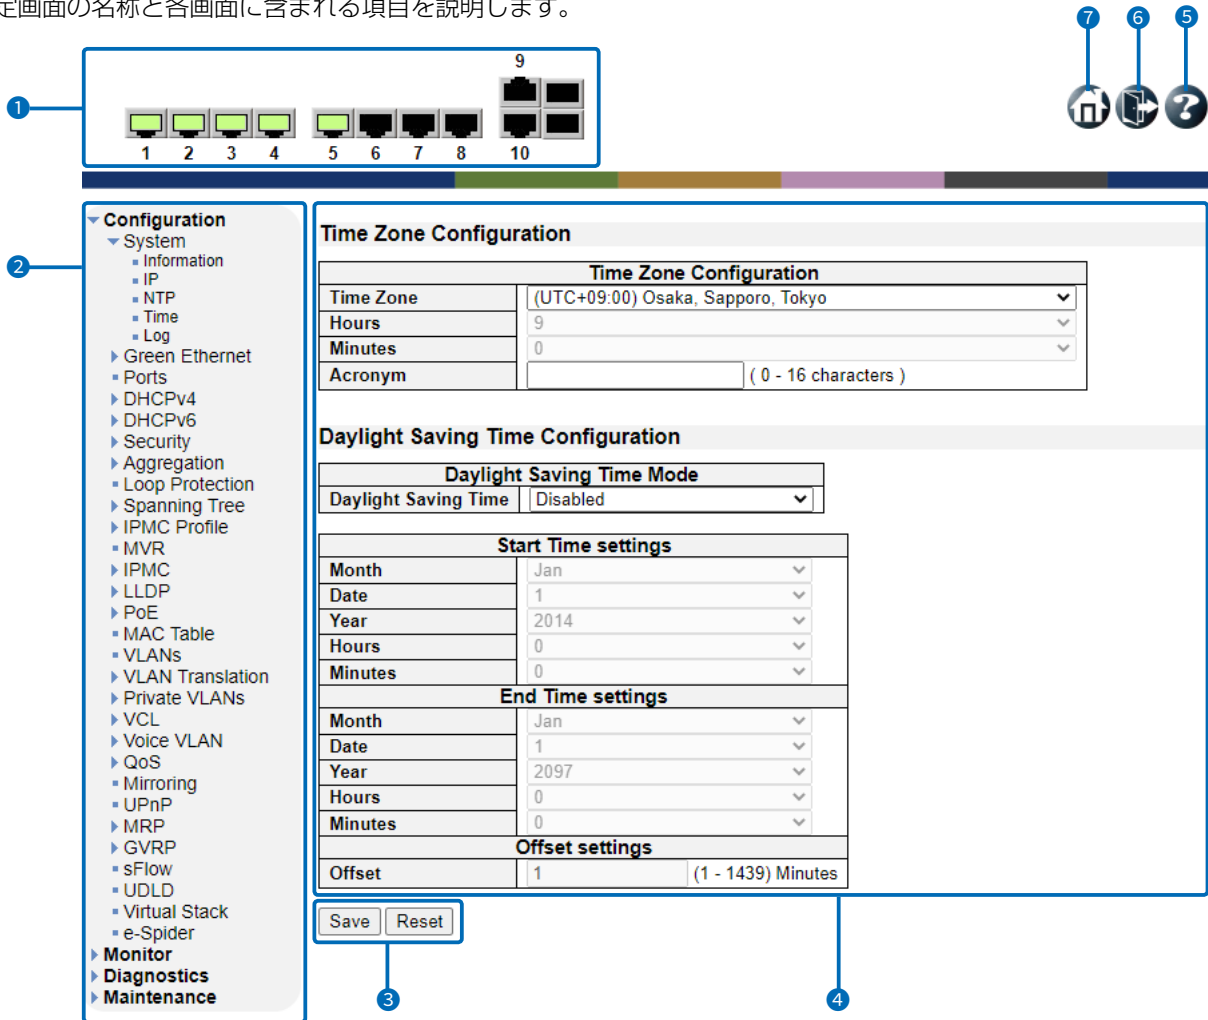 定画面の名称と各画面に含まれる項目を説明します。
7 6 5
9
1
1 2 3 4 5 6 7 8 10
2
Configuration
System
Information
IP
NTP
Time
Log
Green Ethernet
Ports
DHCPv4
DHCPv6
Security
Aggregation
Loop Protection
Spanning Tree
IPMC Profile
MVR
IPMC
LLDP
PoE
MAC Table
VLANs
VLAN Translation
Private VLANs
VCL
Voice VLAN
QoS
Mirroring
UPnP
MRP
GVRP
sFlow
UDLD
Virtual Stack
e-Spider
Monitor
Diagnostics
Maintenance
Time Zone Configuration
Time Zone Configuration
Time Zone (UTC+09:00) Osaka, Sapporo, Tokyo
Hours 9
Minutes 0
Acronym ( 0 - 16 characters )
Daylight Saving Time Configuration
Daylight Saving Time Mode
Daylight Saving Time Disabled
Start Time settings
Month Jan
Date 1
Year 2014
Hours 0
Minutes 0
End Time settings
Month Jan
Date 1
Year 2097
Hours 0
Minutes 0
Offset settings
Offset 1 (1 - 1439) Minutes
Save Reset
3 4